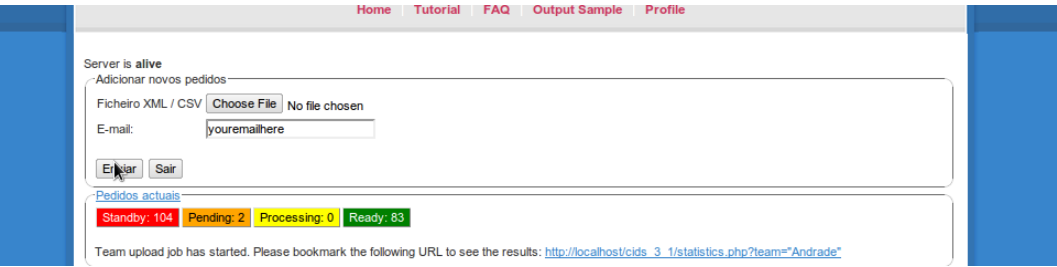 Home Tutorial FAQ Output Sample Profile
Server is alive
Adicionar novos pedidos
Ficheiro XML / CSV Choose File No file chosen
E-mail: youremailhere
Sair
Pedidos actuais
Standby: 104 Pending: 2 Processing: 0 Ready: 83
Team upload job has started. Please bookmark the following URL to see the results: http://localhost/cids_3_1/statistics.php?team="Andrade"